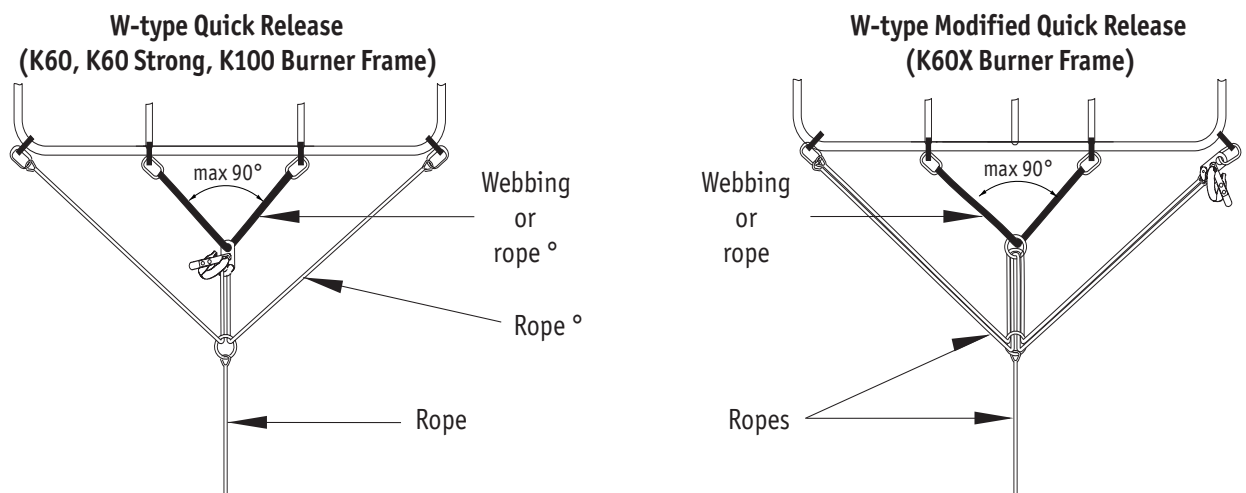 W-type Quick Release
(K60, K60 Strong, K100 Burner Frame)
max 90°
Webbing
or
rope °
Rope °
Rope
W-type Modified Quick Release
(K60X Burner Frame)
max 90°
Webbing
or
rope
Ropes